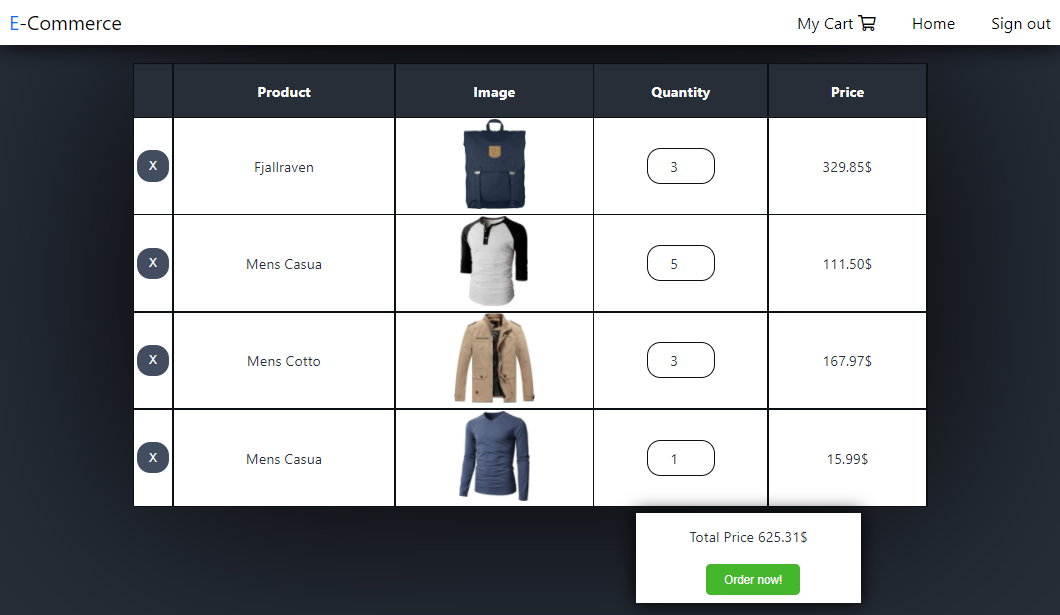 E-Commerce My Cart Home Sign out
Product Image Quantity Price
X Fjallraven 3 329.85$
X Mens Casua 5 111.50$
X Mens Cotto 3 167.97$
X Mens Casua 1 15.99$
Total Price 625.31$
Order now!